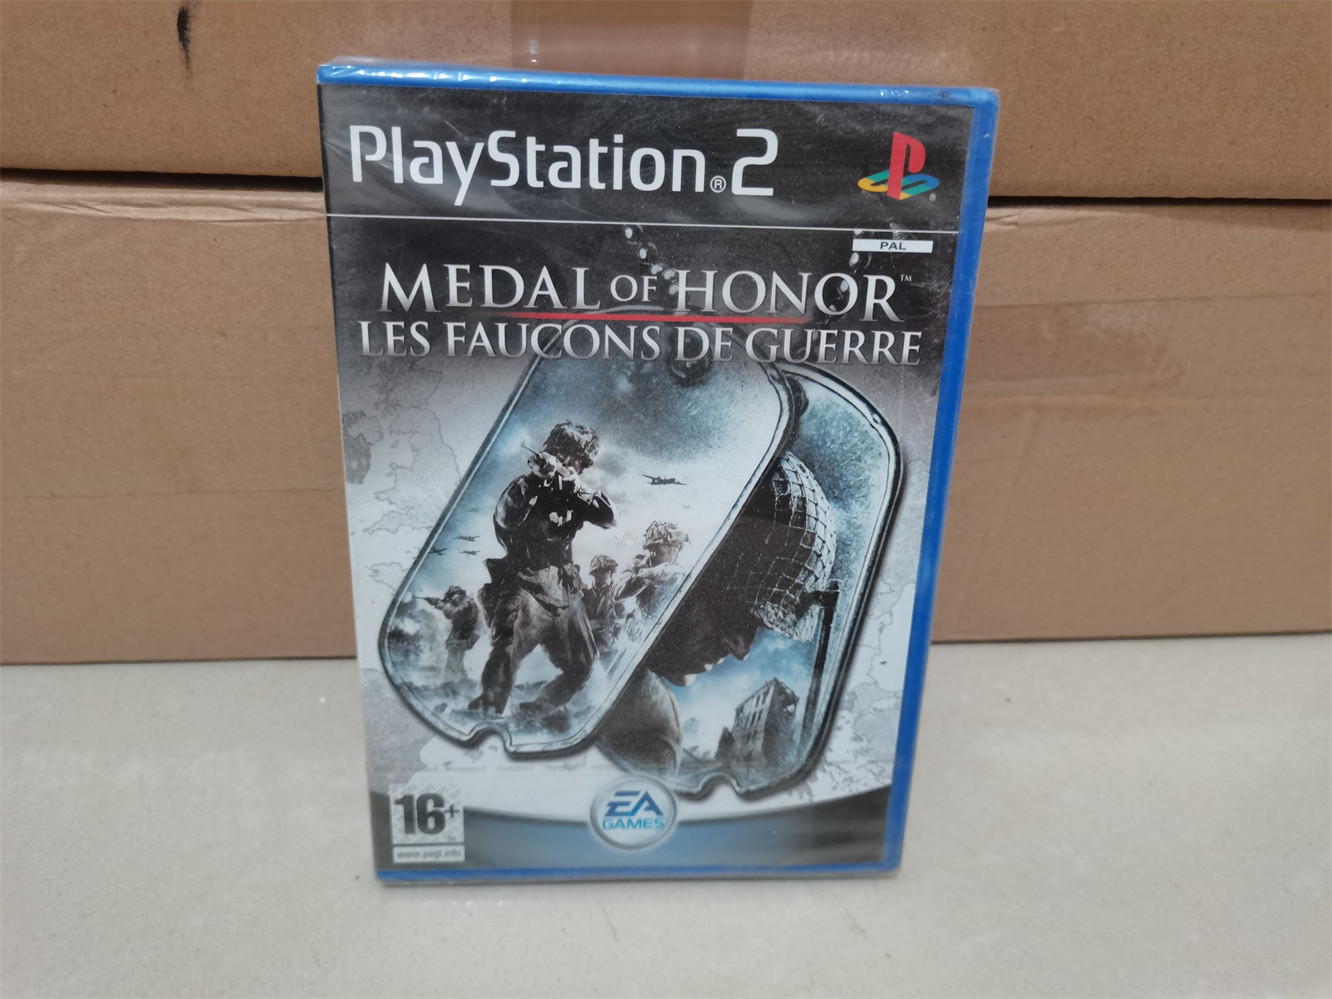 PlayStation®2
PAL
MEDAL OF HONOR™
LES FAUCONS DE GUERRE
16+
www.pegi.info
EA
GAMES